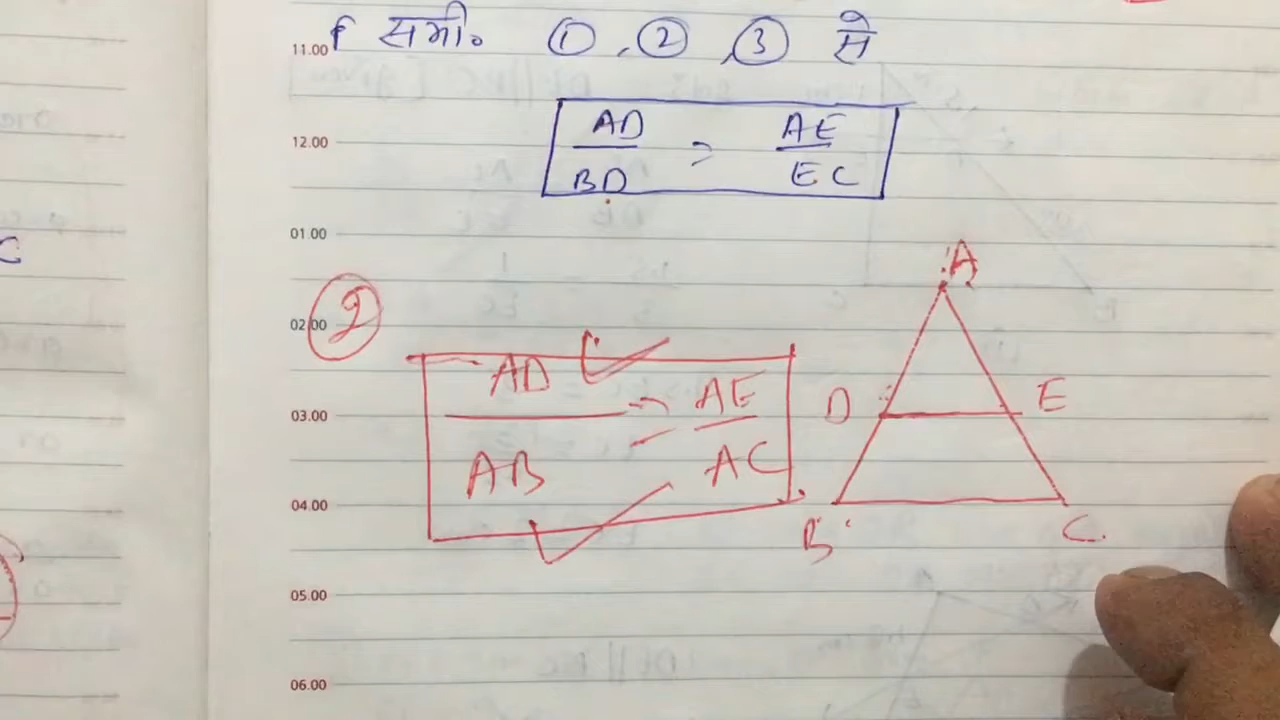 11.00 सभी॰ ① , ② , ③ से
AD/BD = AE/EC
12.00
01.00
②
02.00
AD/AB = AE/AC
03.00
04.00
A
D E
B C
05.00
06.00
C